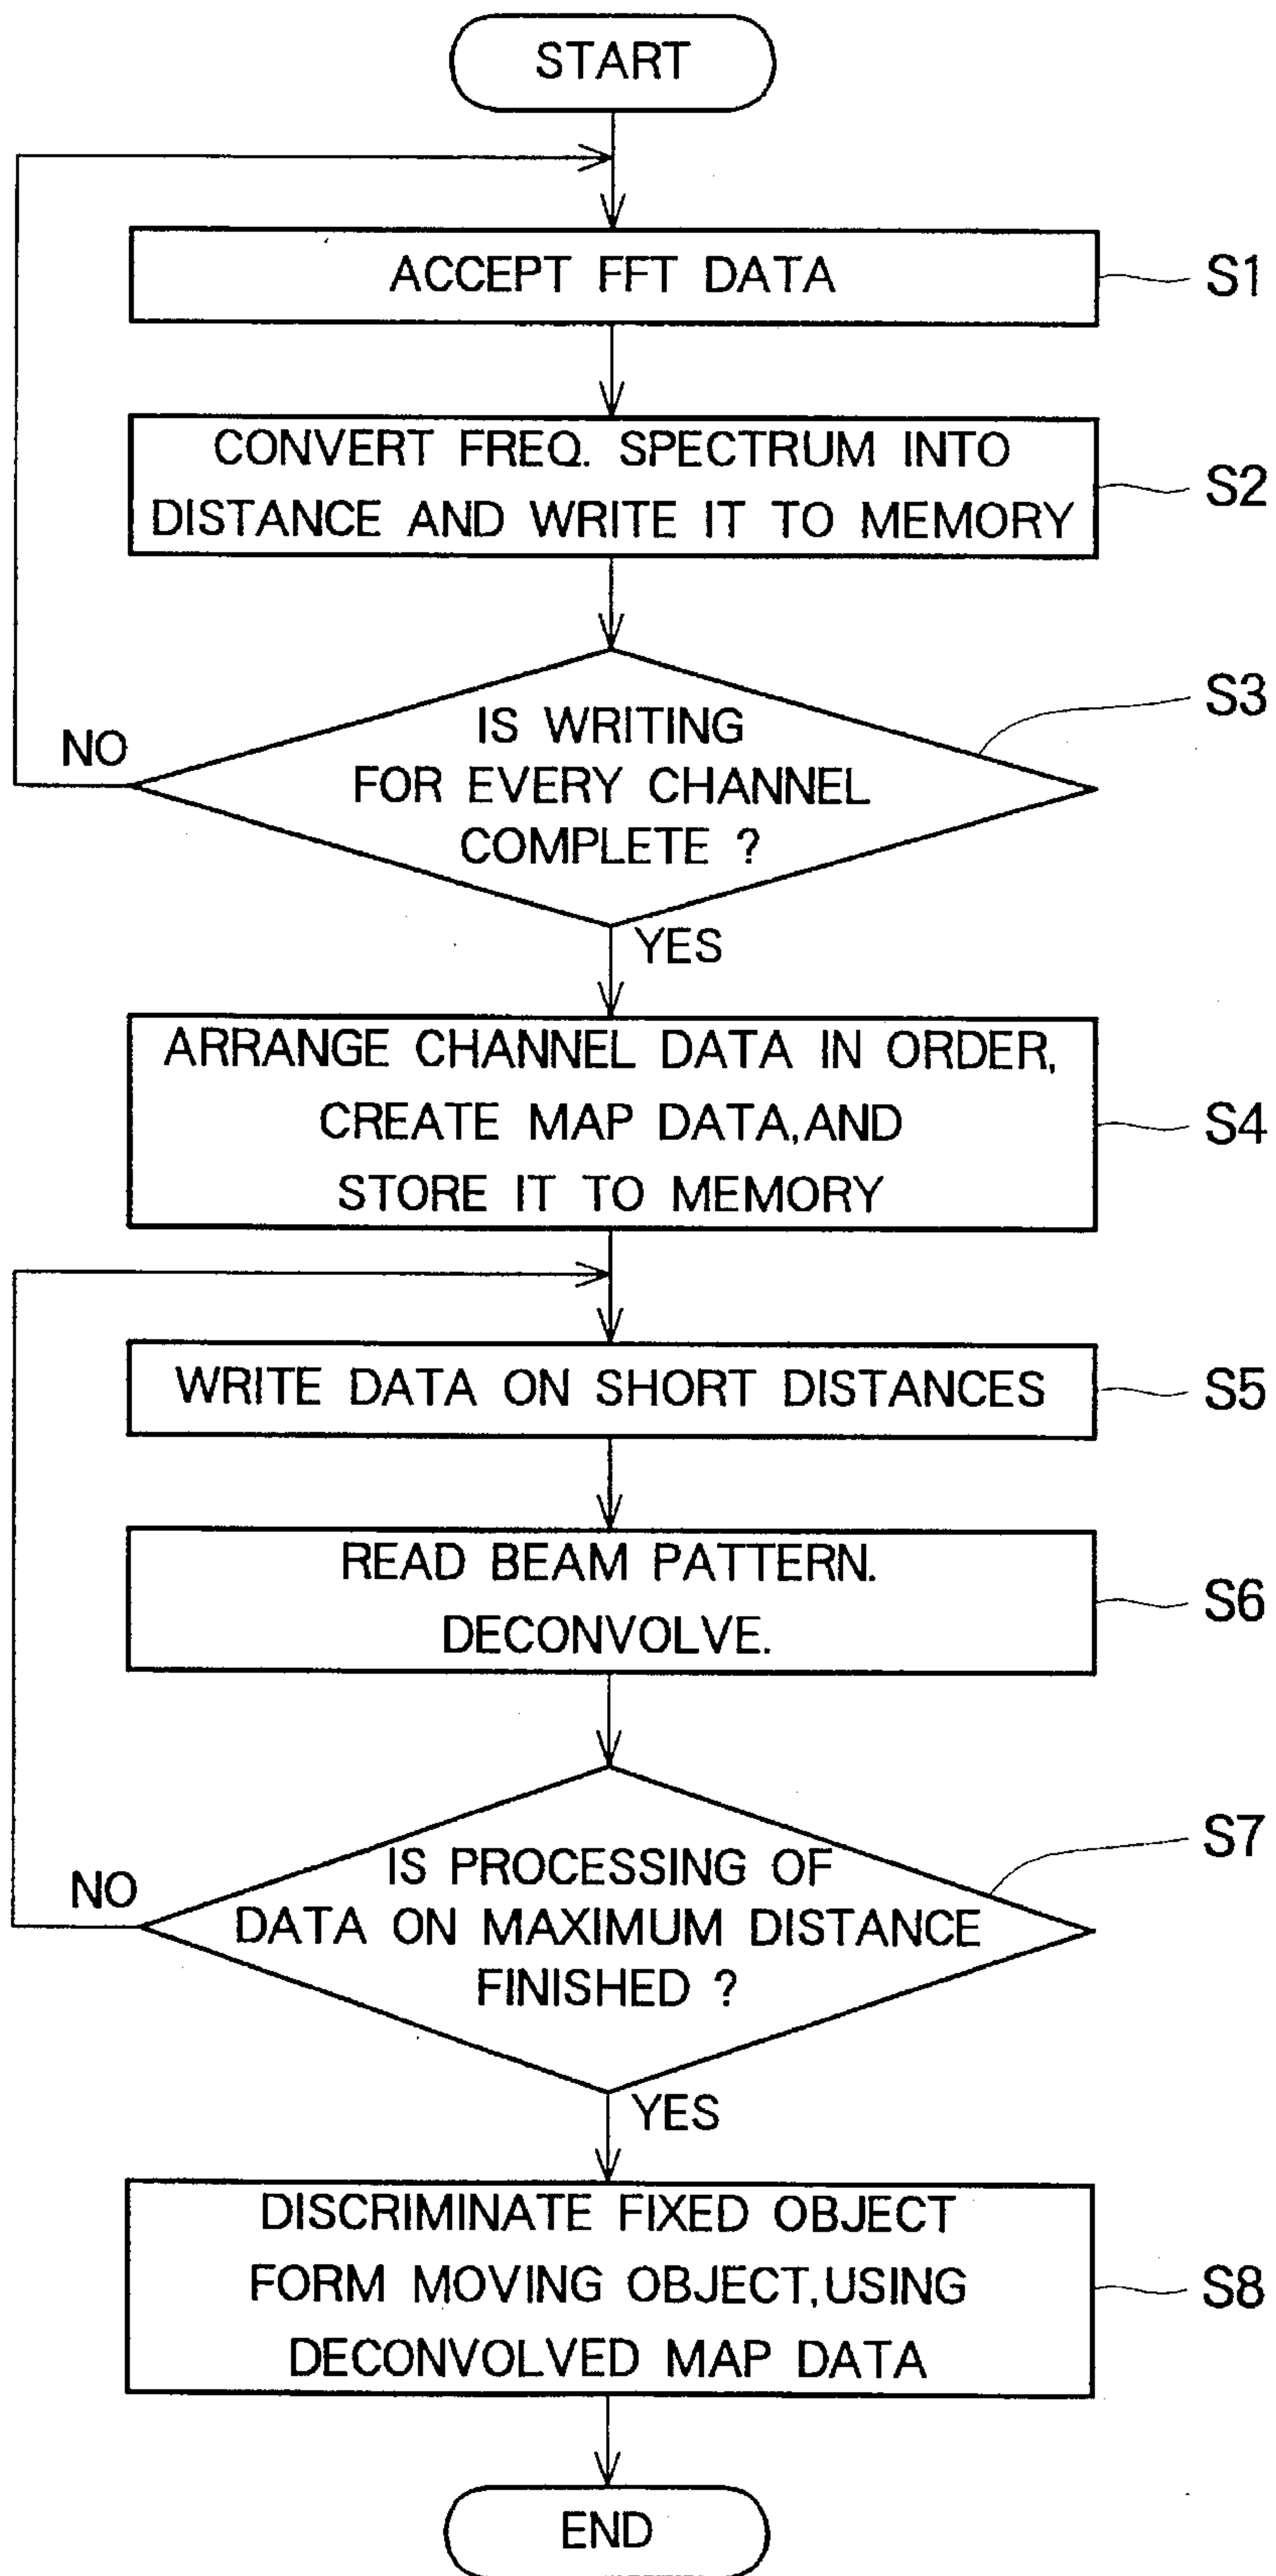 START
ACCEPT FFT DATA
S1
CONVERT FREQ. SPECTRUM INTO
DISTANCE AND WRITE IT TO MEMORY
S2
IS WRITING
FOR EVERY CHANNEL
COMPLETE ?
S3
NO
YES
ARRANGE CHANNEL DATA IN ORDER,
CREATE MAP DATA,AND
STORE IT TO MEMORY
S4
WRITE DATA ON SHORT DISTANCES
S5
READ BEAM PATTERN.
DECONVOLVE.
S6
IS PROCESSING OF
DATA ON MAXIMUM DISTANCE
FINISHED ?
S7
NO
YES
DISCRIMINATE FIXED OBJECT
FORM MOVING OBJECT,USING
DECONVOLVED MAP DATA
S8
END